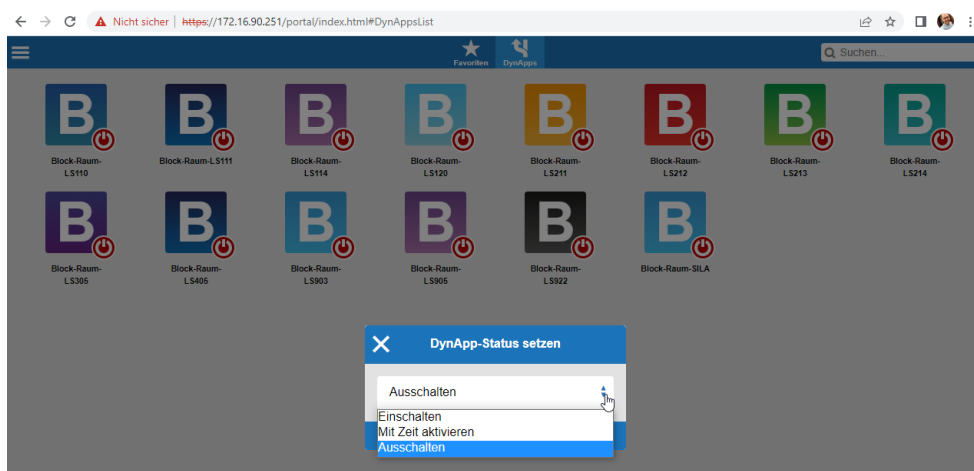 Nicht sicher | https://172.16.90.251/portal/index.html#DynAppsList
Favoriten
DynApps
Suchen...
B B B B B B B B
Block-Raum-LS110
Block-Raum-LS111
Block-Raum-LS114
Block-Raum-LS120
Block-Raum-LS211
Block-Raum-LS212
Block-Raum-LS213
Block-Raum-LS214
B B B B B B
Block-Raum-LS305
Block-Raum-LS405
Block-Raum-LS903
Block-Raum-LS905
Block-Raum-LS922
Block-Raum-SILA
DynApp-Status setzen
Ausschalten
Einschalten
Mit Zeit aktivieren
Ausschalten